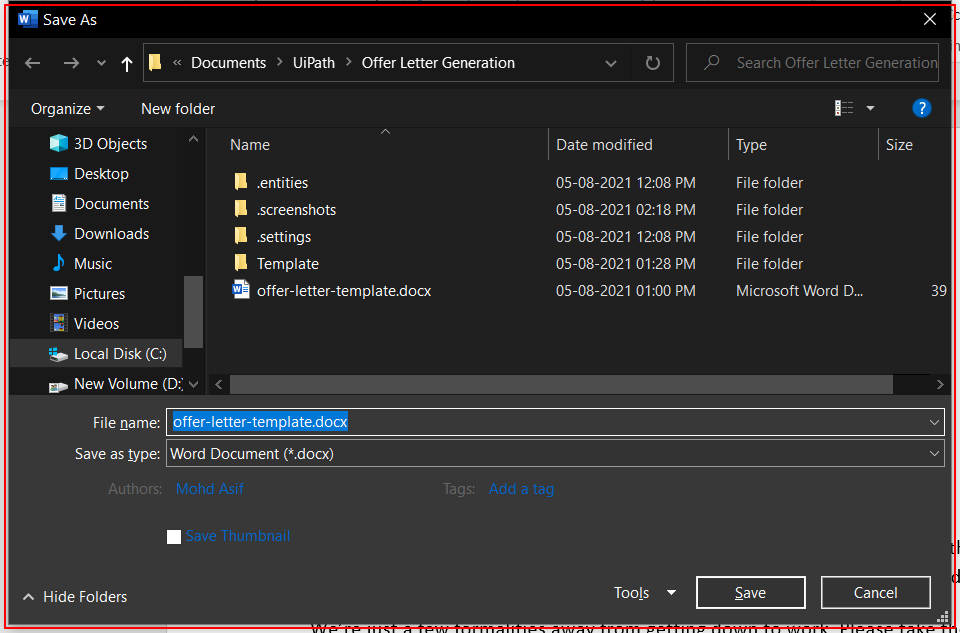 Save As
« Documents > UiPath > Offer Letter Generation
Search Offer Letter Generation
Organize
New folder
?
3D Objects
Desktop
Documents
Downloads
Music
Pictures
Videos
Local Disk (C:)
New Volume (D:)
Name Date modified Type Size
.entities 05-08-2021 12:08 PM File folder
.screenshots 05-08-2021 02:18 PM File folder
.settings 05-08-2021 12:08 PM File folder
Template 05-08-2021 01:28 PM File folder
offer-letter-template.docx 05-08-2021 01:00 PM Microsoft Word D... 39
File name: offer-letter-template.docx
Save as type: Word Document (*.docx)
Authors: Mohd Asif Tags: Add a tag
Save Thumbnail
Hide Folders
Tools
Save
Cancel
We're just a few formalities away from getting down to work. Please take the